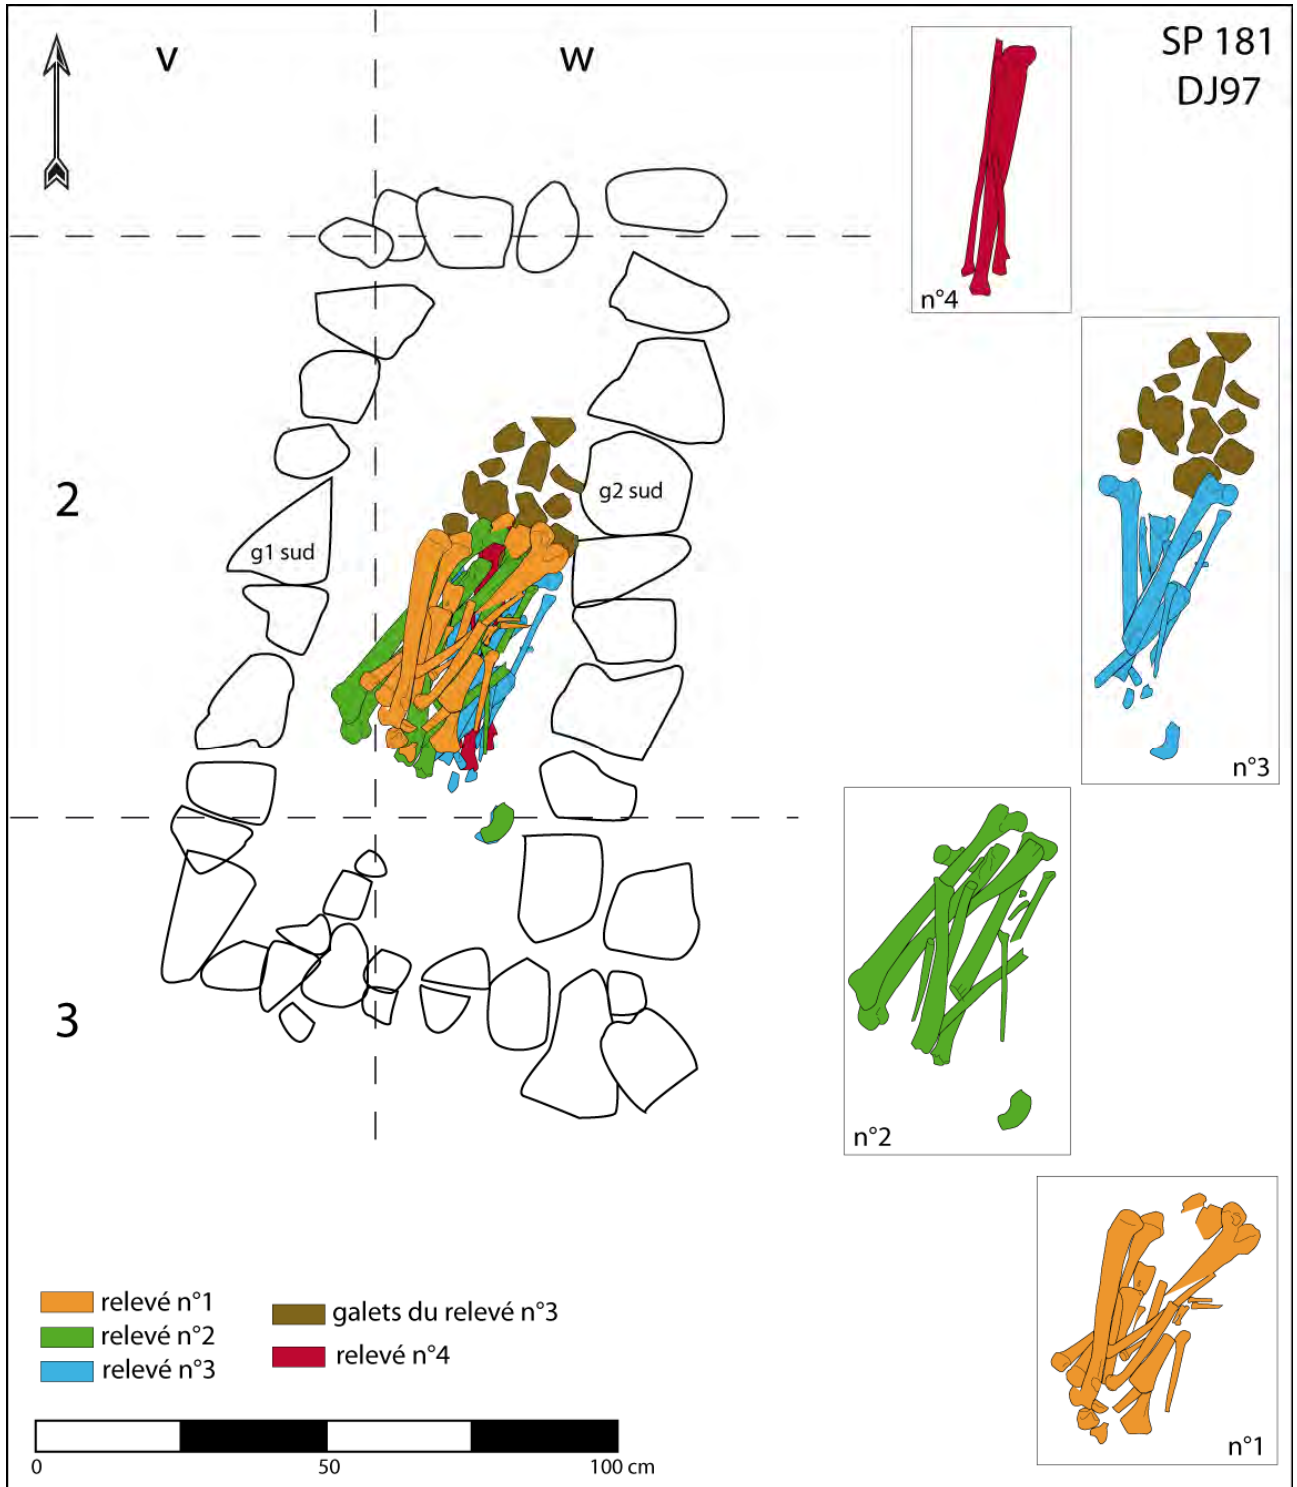 V
W
SP 181
DJ97
n°4
2
g1 sud
g2 sud
n°3
3
n°2
n°1
relevé n°1
relevé n°2
relevé n°3
galets du relevé n°3
relevé n°4
0
50
100 cm